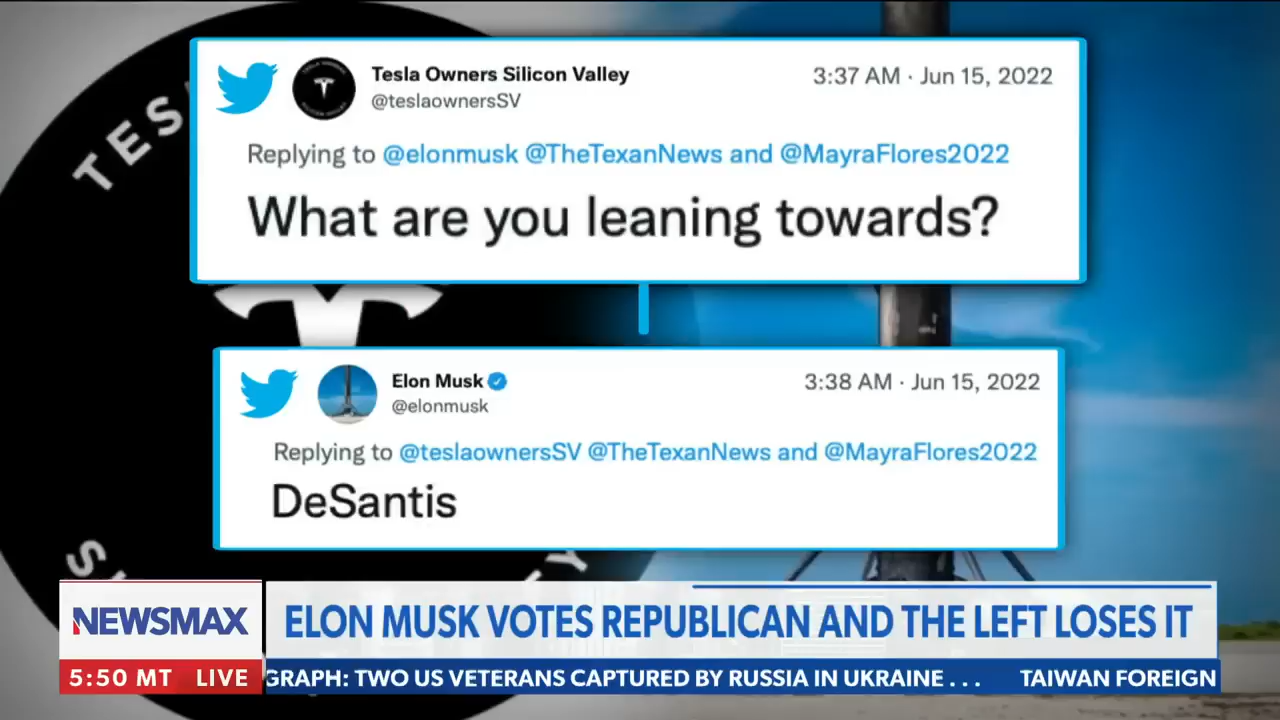 TES
Tesla Owners Silicon Valley
3:37 AM · Jun 15, 2022
@teslaownersSV
Replying to @elonmusk @TheTexanNews and @MayraFlores2022
What are you leaning towards?
Elon Musk
3:38 AM · Jun 15, 2022
@elonmusk
Replying to @teslaownersSV @TheTexanNews and @MayraFlores2022
DeSantis
NEWSMAX
ELON MUSK VOTES REPUBLICAN AND THE LEFT LOSES IT
5:50 MT LIVE
GRAPH: TWO US VETERANS CAPTURED BY RUSSIA IN UKRAINE . . . TAIWAN FOREIGN